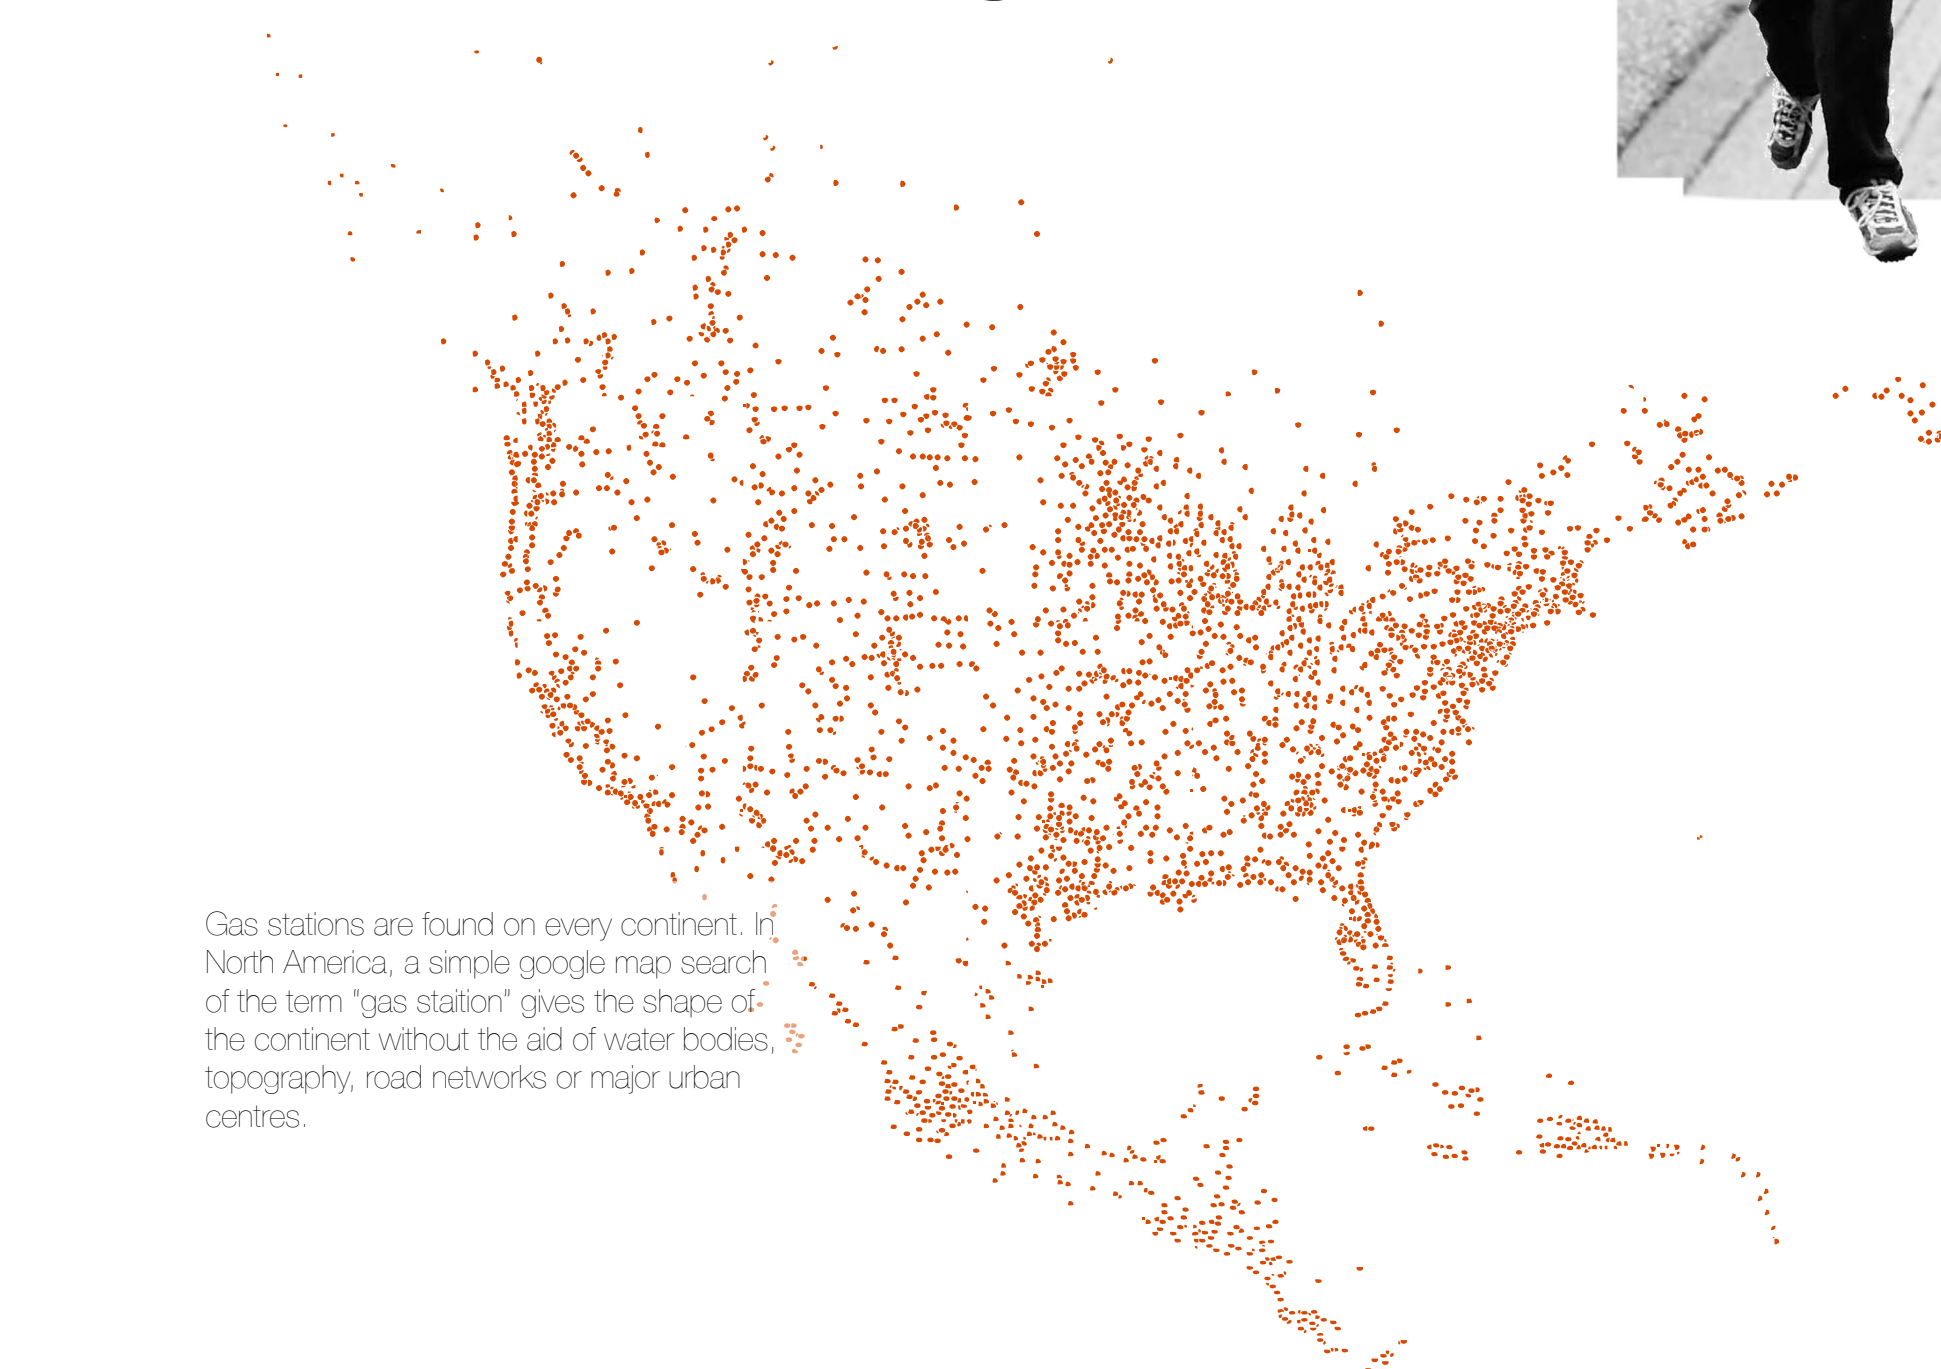 Gas stations are found on every continent. In
North America, a simple google map search
of the term "gas staition" gives the shape of
the continent without the aid of water bodies,
topography, road networks or major urban
centres.